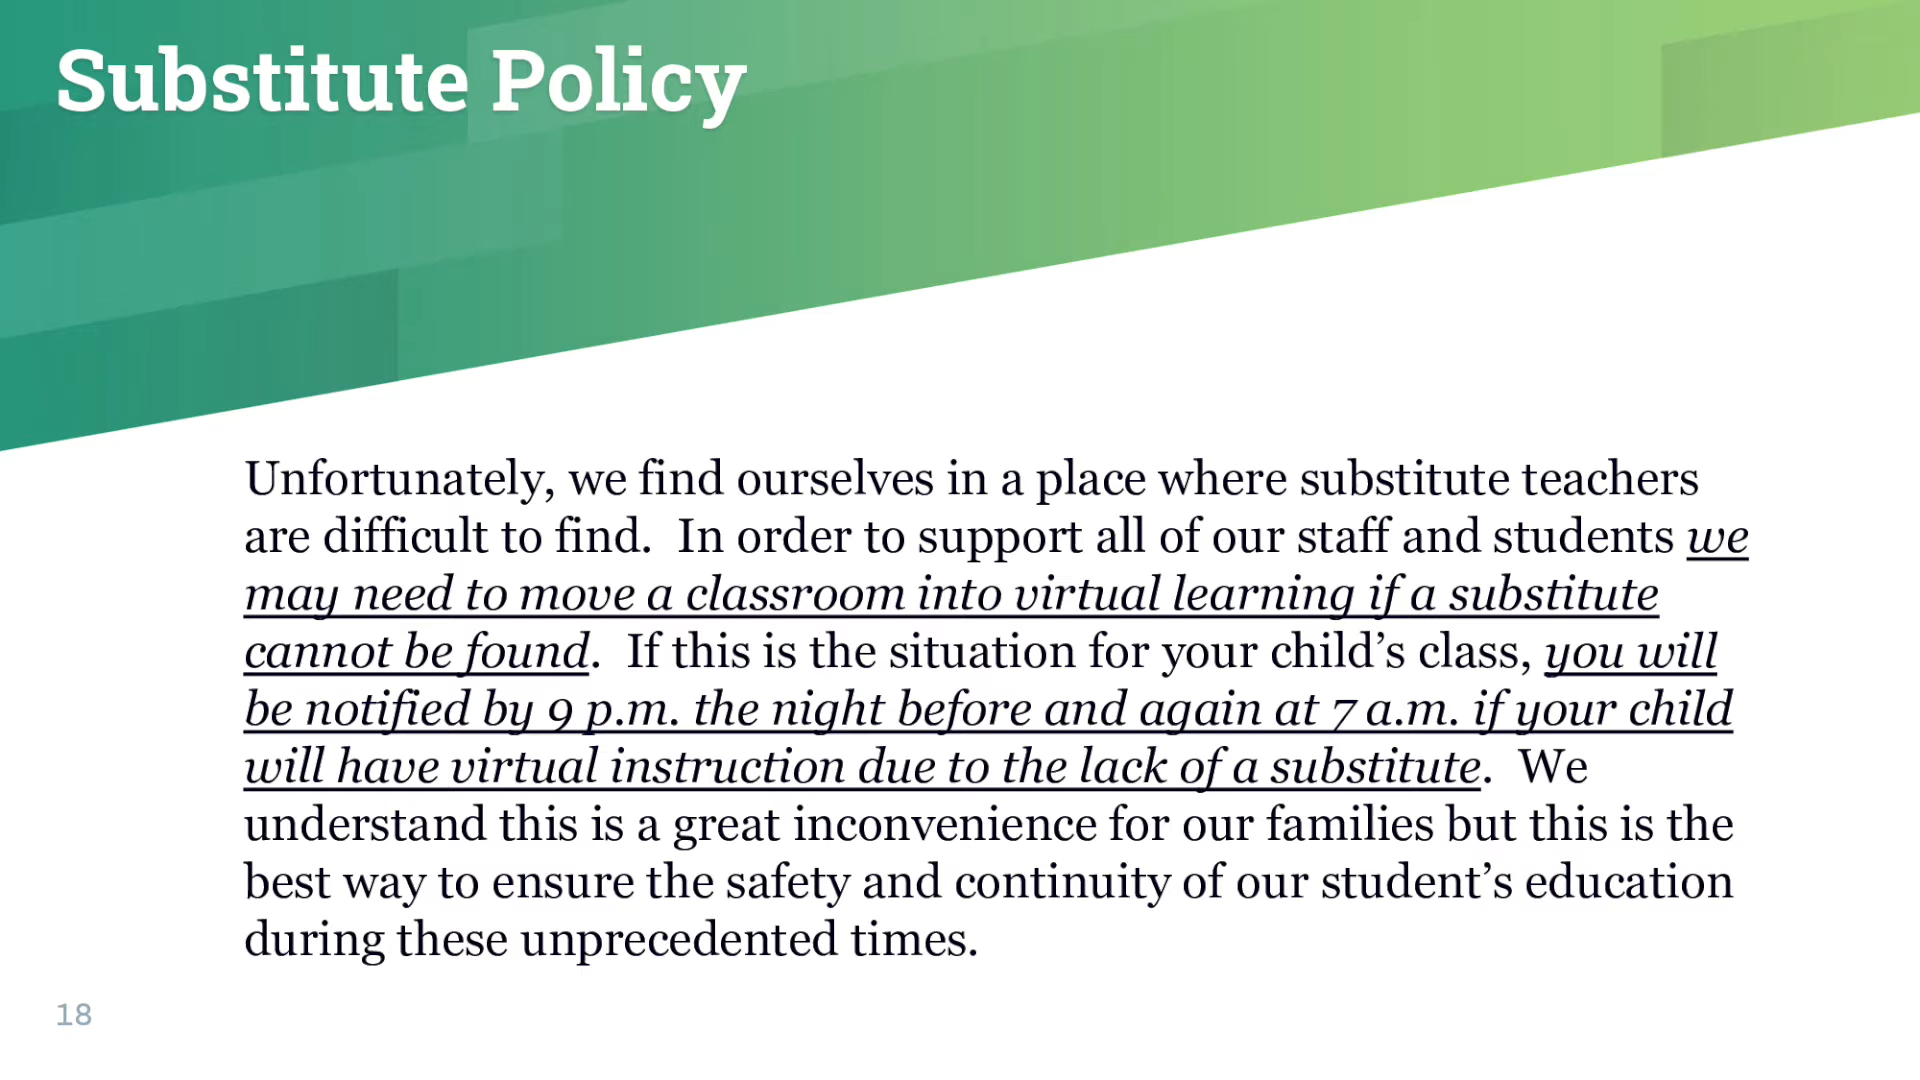 Substitute Policy
Unfortunately, we find ourselves in a place where substitute teachers
are difficult to find.  In order to support all of our staff and students we
may need to move a classroom into virtual learning if a substitute
cannot be found.  If this is the situation for your child’s class, you will
be notified by 9 p.m. the night before and again at 7 a.m. if your child
will have virtual instruction due to the lack of a substitute.  We
understand this is a great inconvenience for our families but this is the
best way to ensure the safety and continuity of our student’s education
during these unprecedented times.
18